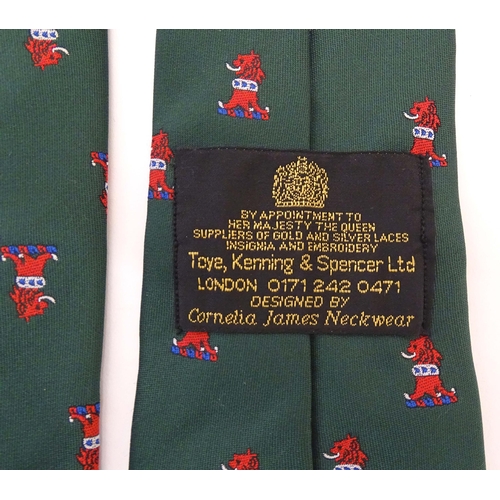 BY APPOINTMENT TO
HER MAJESTY THE QUEEN
SUPPLIERS OF GOLD AND SILVER LACES
INSIGNIA AND EMBROIDERY
Toye, Kenning & Spencer Ltd
LONDON 0171 242 0471
DESIGNED BY
Cornelia James Neckwear